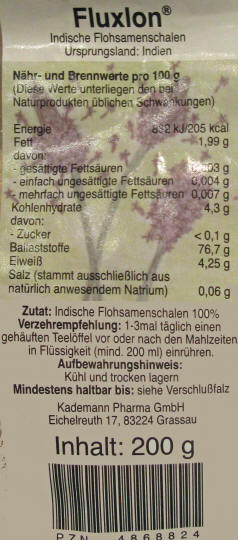 Fluxlon®
Indische Flohsamenschalen
Ursprungsland: Indien
Nähr- und Brennwerte pro 100 g
(Diese Werte unterliegen den bei
Naturprodukten üblichen Schwankungen)
Energie 832 kJ/205 kcal
Fett 1,99 g
davon:
- gesättigte Fettsäuren g
- einfach ungesättigte Fettsäuren 0,004 g
- mehrfach ungesättigte Fettsäuren 0,007 g
Kohlenhydrate 4,3 g
davon:
- Zucker < 0,1 g
Ballaststoffe 76,7 g
Eiweiß 4,25 g
Salz (stammt ausschließlich aus
natürlich anwesendem Natrium) 0,06 g
Zutat: Indische Flohsamenschalen 100%
Verzehrempfehlung: 1-3mal täglich einen
gehäuften Teelöffel vor oder nach den Mahlzeiten
in Flüssigkeit (mind. 200 ml) einrühren.
Aufbewahrungshinweis:
Kühl und trocken lagern
Mindestens haltbar bis: siehe Verschlußfalz
Kademann Pharma GmbH
Eichelreuth 17, 83224 Grassau
Inhalt: 200 g
PZN 4868824